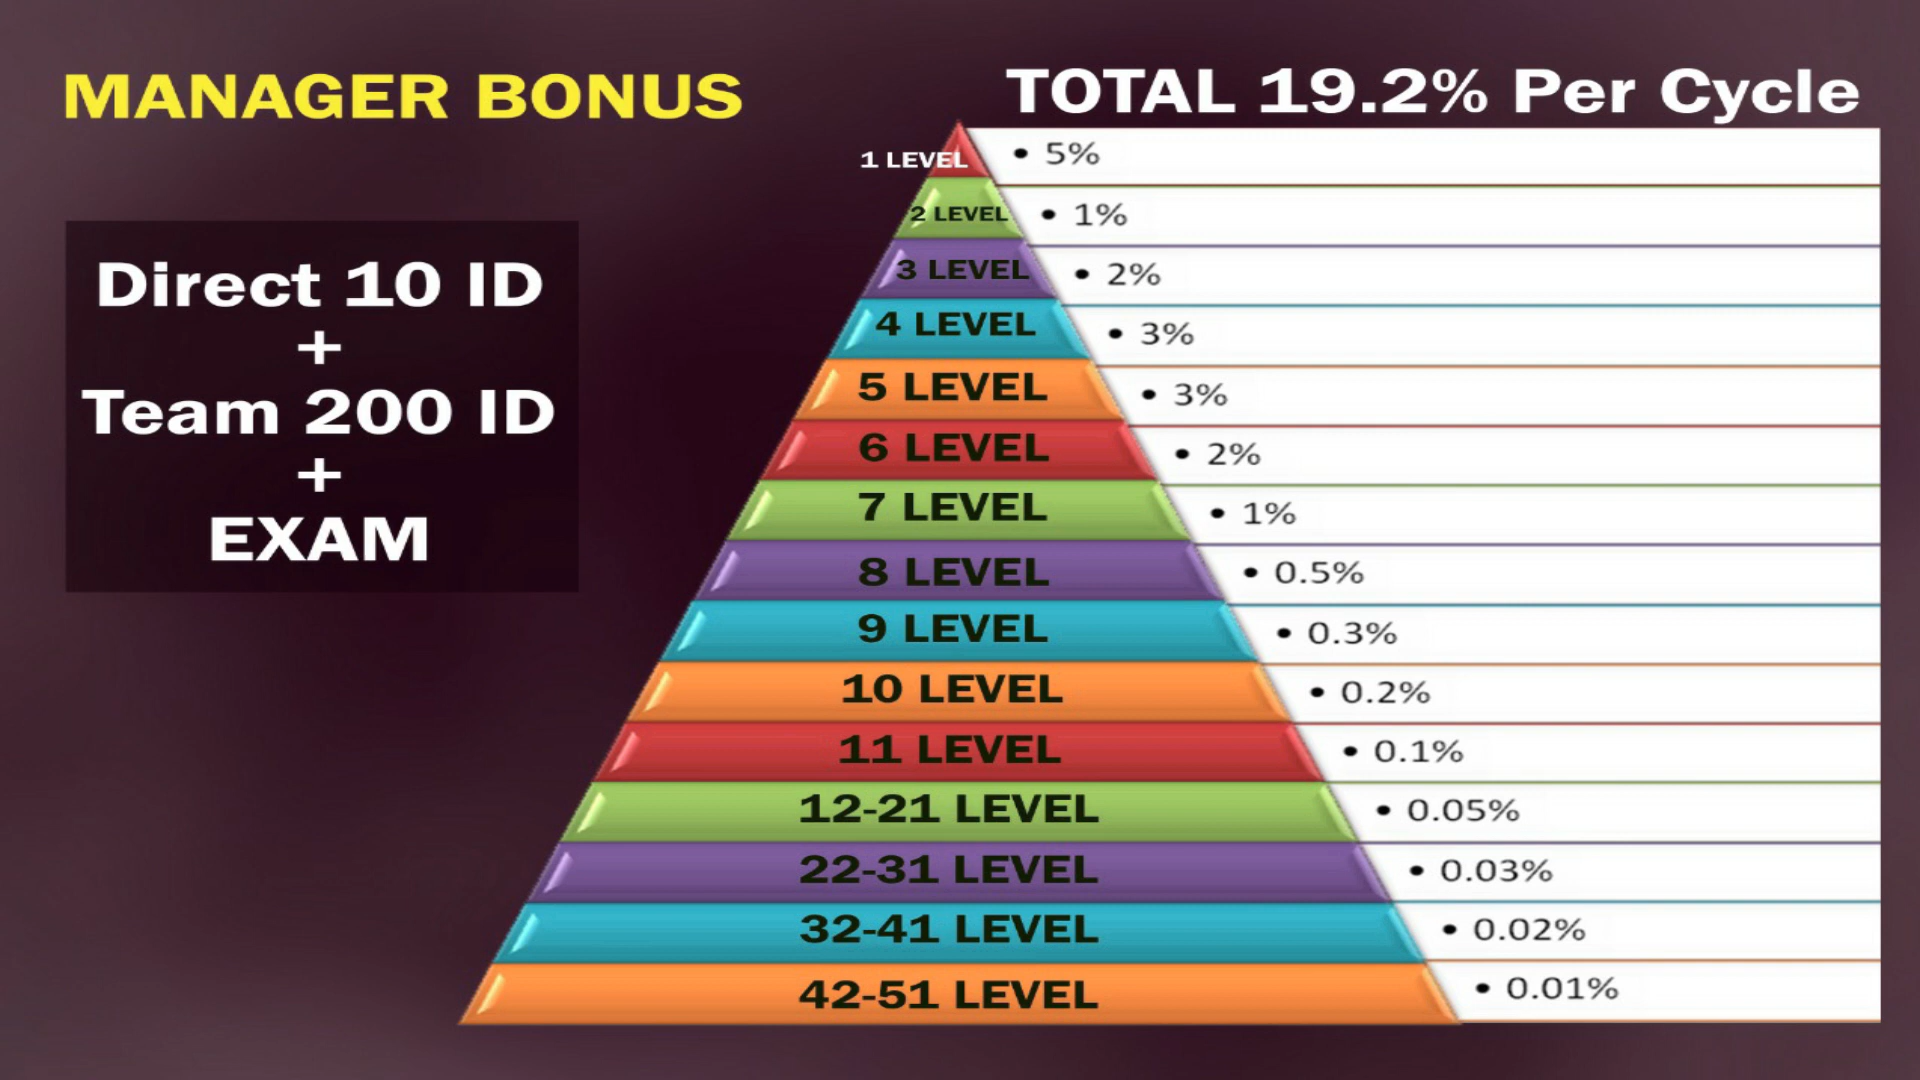 MANAGER BONUS
TOTAL 19.2% Per Cycle
Direct 10 ID
+
Team 200 ID
+
EXAM
1 LEVEL • 5%
2 LEVEL • 1%
3 LEVEL • 2%
4 LEVEL • 3%
5 LEVEL • 3%
6 LEVEL • 2%
7 LEVEL • 1%
8 LEVEL • 0.5%
9 LEVEL • 0.3%
10 LEVEL • 0.2%
11 LEVEL • 0.1%
12-21 LEVEL • 0.05%
22-31 LEVEL • 0.03%
32-41 LEVEL • 0.02%
42-51 LEVEL • 0.01%